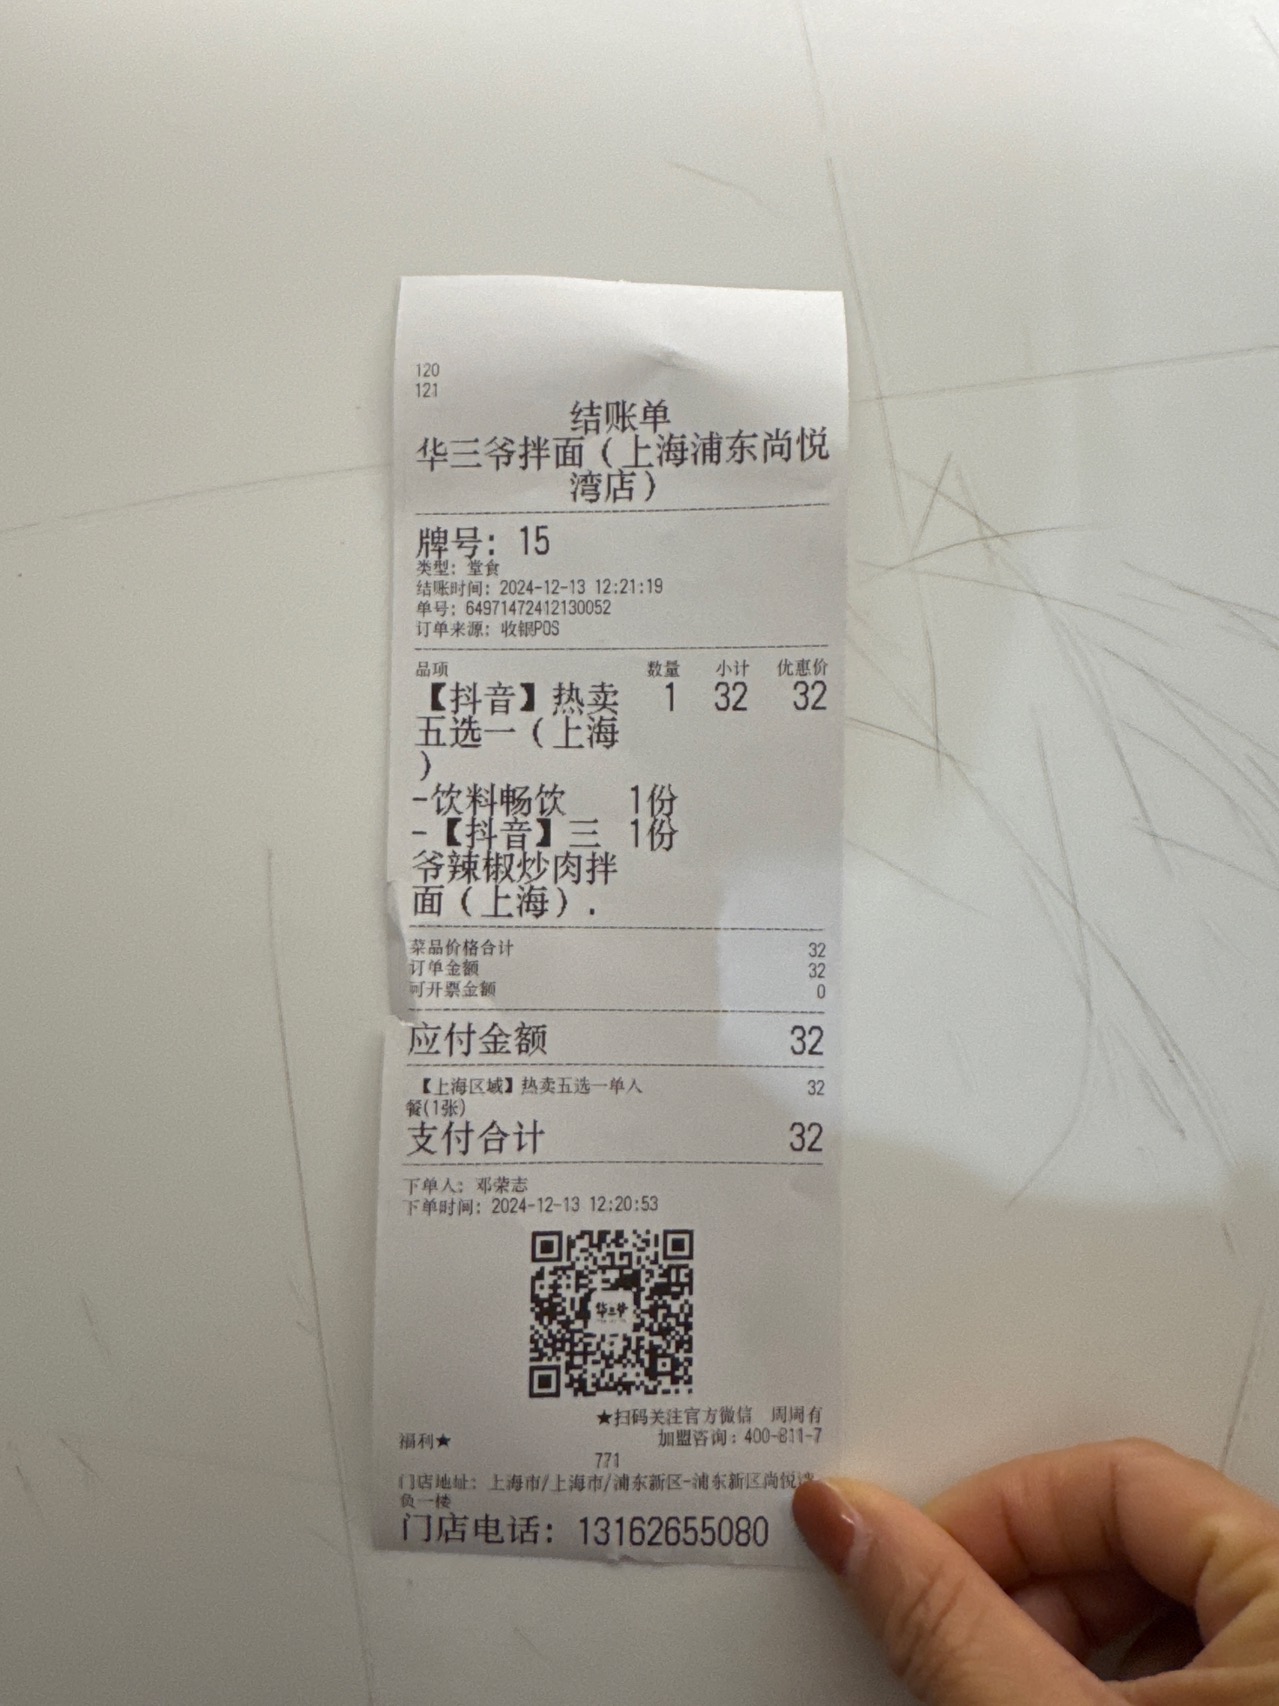 120
121
结账单
华三爷拌面（上海浦东尚悦
湾店）
牌号：15
类型：堂食
结账时间：2024-12-13 12:21:19
单号：64971472412130052
订单来源：收银POS
品项 数量 小计 优惠价
【抖音】热卖 1 32 32
五选一（上海
）
-饮料畅饮 1份
-【抖音】三 1份
爷辣椒炒肉拌
面（上海）.
菜品价格合计 32
订单金额 32
可开票金额 0
应付金额 32
【上海区域】热卖五选一单人 32
餐(1张)
支付合计 32
下单人：邓荣志
下单时间：2024-12-13 12:20:53
华三爷
★扫码关注官方微信 周周有
福利★ 加盟咨询：400-811-7
771
门店地址：上海市/上海市/浦东新区-浦东新区尚悦湾
负一楼
门店电话：13162655080